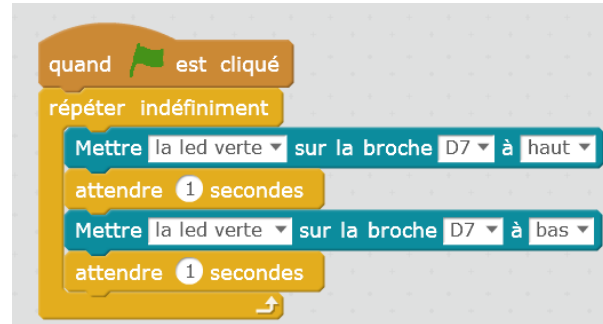 quand est cliqué
répéter indéfiniment
Mettre la led verte sur la broche D7 à haut
attendre 1 secondes
Mettre la led verte sur la broche D7 à bas
attendre 1 secondes